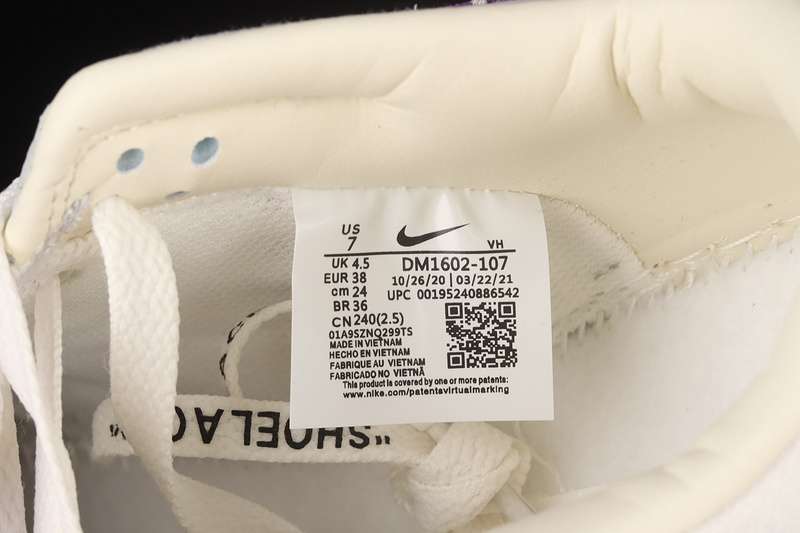 US
7
VH
UK 4.5
EUR 38
cm 24
BR 36
CN 240(2.5)
DM1602-107
10/26/20 | 03/22/21
UPC 00195240886542
01A9SZNQ299TS
MADE IN VIETNAM
HECHO EN VIETNAM
FABRIQUE AU VIETNAM
FABRICADO NO VIETNÃ
This product is covered by one or more patents:
www.nike.com/patentavirtualmarking
"SHOELAC